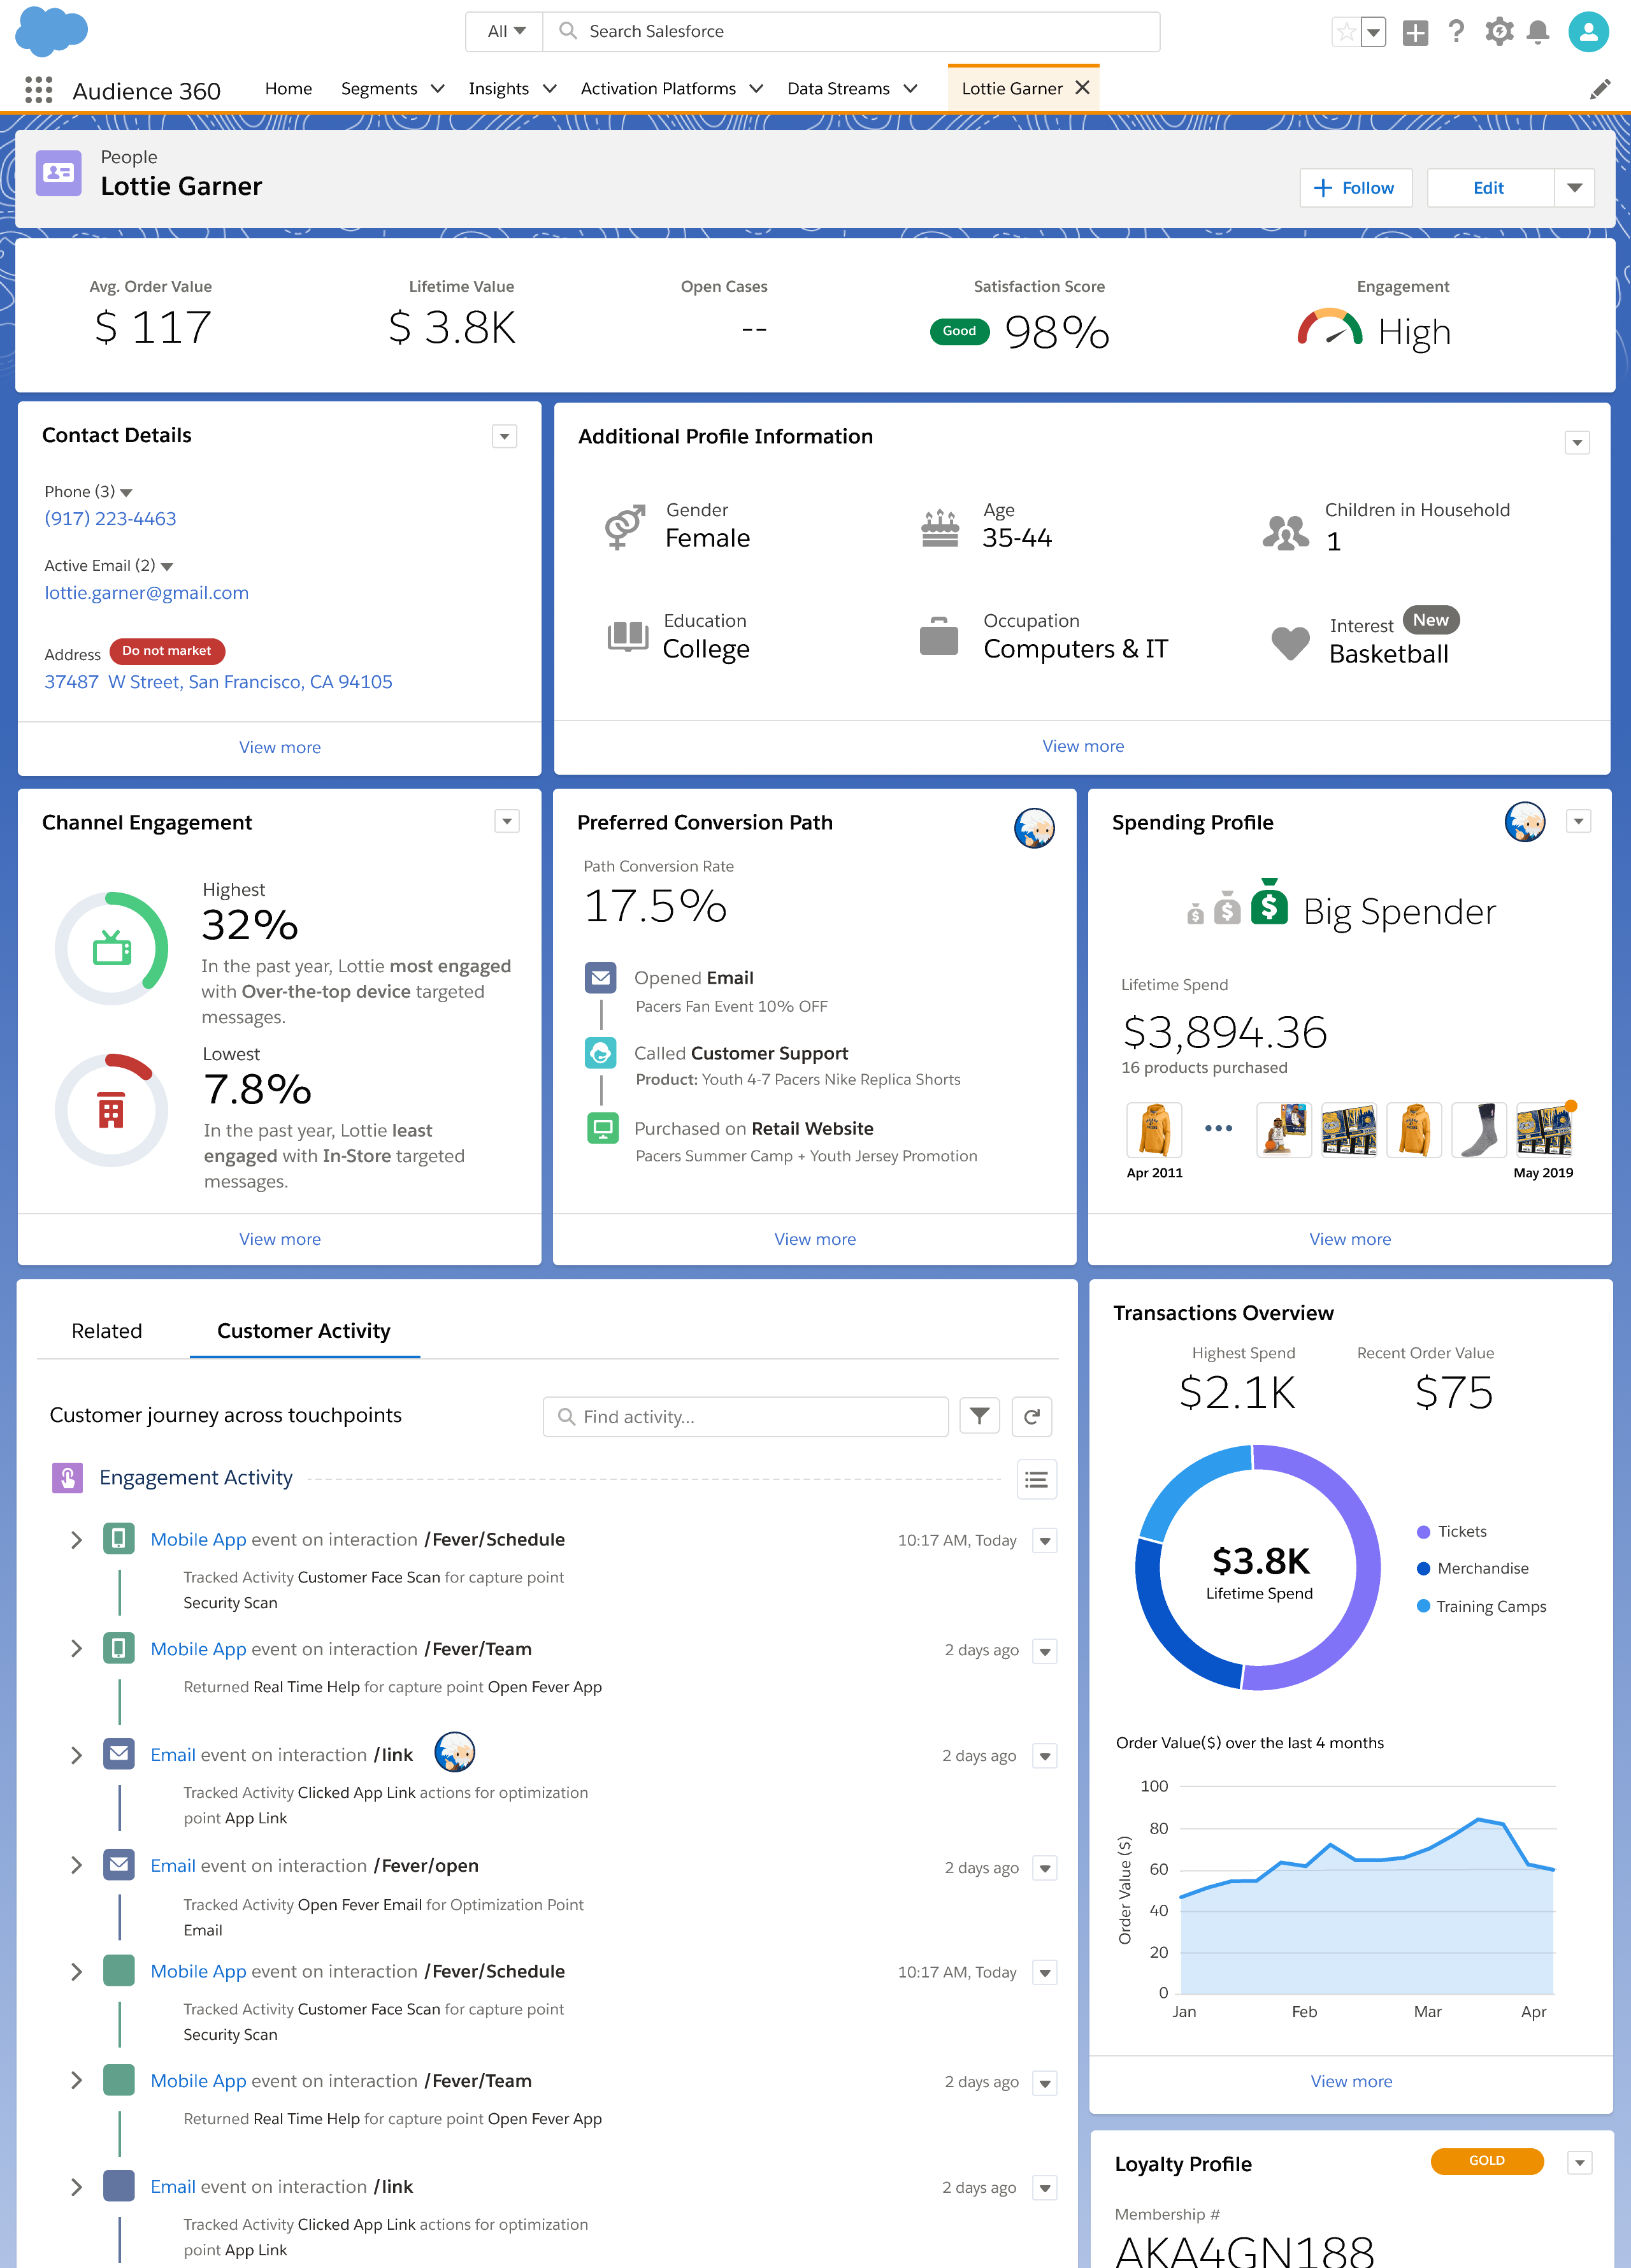 All
Search Salesforce
Audience 360
Home
Segments
Insights
Activation Platforms
Data Streams
Lottie Garner
People
Lottie Garner
Follow
Edit
Avg. Order Value
$ 117
Lifetime Value
$ 3.8K
Open Cases
--
Satisfaction Score
Good
98%
Engagement
High
Contact Details
Phone (3)
(917) 223-4463
Active Email (2)
lottie.garner@gmail.com
Address
Do not market
37487 W Street, San Francisco, CA 94105
View more
Additional Profile Information
Gender
Female
Age
35-44
Children in Household
1
Education
College
Occupation
Computers & IT
Interest
New
Basketball
View more
Channel Engagement
Highest
32%
In the past year, Lottie most engaged
with Over-the-top device targeted
messages.
Lowest
7.8%
In the past year, Lottie least
engaged with In-Store targeted
messages.
View more
Preferred Conversion Path
Path Conversion Rate
17.5%
Opened Email
Pacers Fan Event 10% OFF
Called Customer Support
Product: Youth 4-7 Pacers Nike Replica Shorts
Purchased on Retail Website
Pacers Summer Camp + Youth Jersey Promotion
View more
Spending Profile
Big Spender
Lifetime Spend
$3,894.36
16 products purchased
Apr 2011
May 2019
View more
Related
Customer Activity
Customer journey across touchpoints
Find activity...
Engagement Activity
Mobile App event on interaction /Fever/Schedule
10:17 AM, Today
Tracked Activity Customer Face Scan for capture point
Security Scan
Mobile App event on interaction /Fever/Team
2 days ago
Returned Real Time Help for capture point Open Fever App
Email event on interaction /link
2 days ago
Tracked Activity Clicked App Link actions for optimization
point App Link
Email event on interaction /Fever/open
2 days ago
Tracked Activity Open Fever Email for Optimization Point
Email
Mobile App event on interaction /Fever/Schedule
10:17 AM, Today
Tracked Activity Customer Face Scan for capture point
Security Scan
Mobile App event on interaction /Fever/Team
2 days ago
Returned Real Time Help for capture point Open Fever App
Email event on interaction /link
2 days ago
Tracked Activity Clicked App Link actions for optimization
point App Link
Transactions Overview
Highest Spend
$2.1K
Recent Order Value
$75
$3.8K
Lifetime Spend
Tickets
Merchandise
Training Camps
Order Value($) over the last 4 months
Order Value ($)
100
80
60
40
20
0
Jan
Feb
Mar
Apr
View more
Loyalty Profile
GOLD
Membership #
AKA4GN188